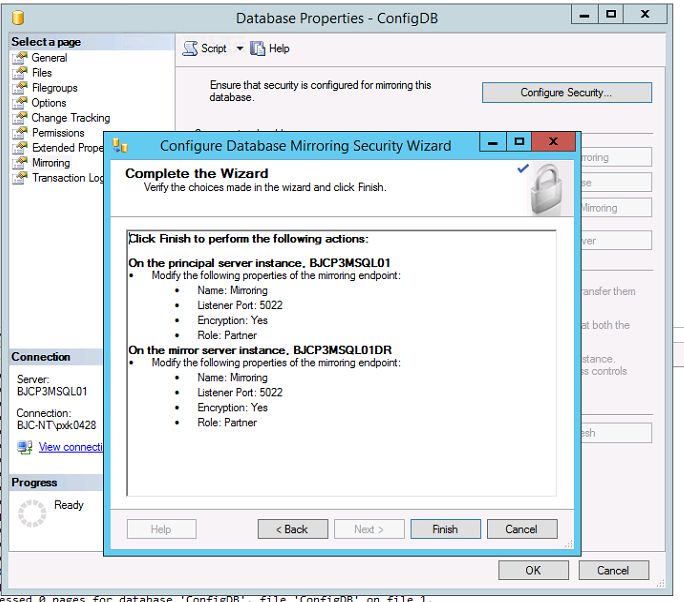 Database Properties - ConfigDB
Select a page
General
Files
Filegroups
Options
Change Tracking
Permissions
Extended Prope
Mirroring
Transaction Log
Script
Help
Ensure that security is configured for mirroring this
database.
Configure Security...
Configure Database Mirroring Security Wizard
Complete the Wizard
Verify the choices made in the wizard and click Finish.
Click Finish to perform the following actions:
On the principal server instance, BJCP3MSQL01
• Modify the following properties of the mirroring endpoint:
• Name: Mirroring
• Listener Port: 5022
• Encryption: Yes
• Role: Partner
On the mirror server instance, BJCP3MSQL01DR
• Modify the following properties of the mirroring endpoint:
• Name: Mirroring
• Listener Port: 5022
• Encryption: Yes
• Role: Partner
Help
< Back
Next >
Finish
Cancel
rroring
se
Mirroring
ver
ransfer them
at both the
stance.
ss controls
esh
Connection
Server:
BJCP3MSQL01
Connection:
BJC-NT\pxk0428
View connecti
Progress
Ready
OK
Cancel
essed 0 pages for database 'ConfigDB', file 'ConfigDB' on file 1.